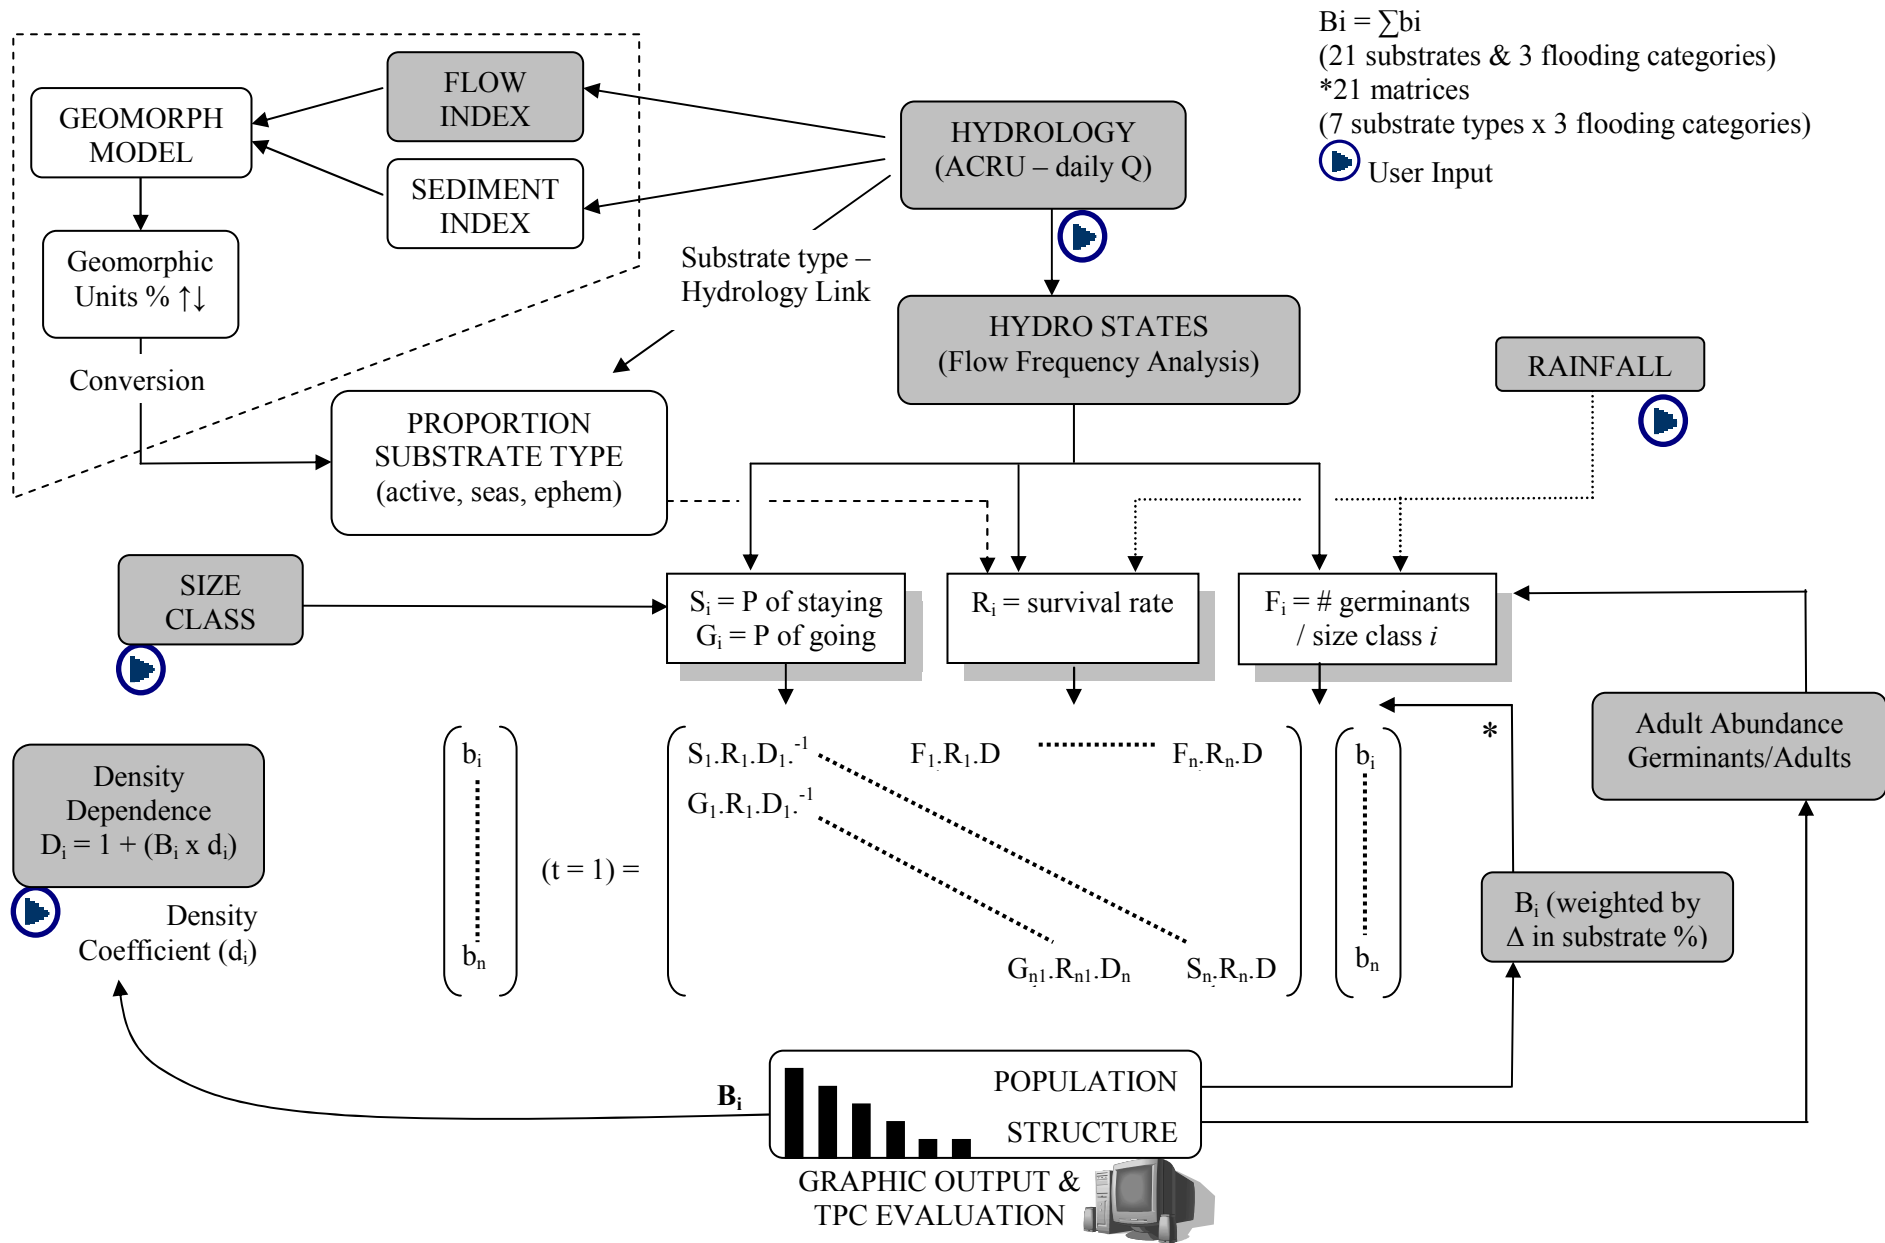 Bi = ∑bi
(21 substrates & 3 flooding categories)
*21 matrices
(7 substrate types x 3 flooding categories)
User Input
FLOW
INDEX
GEOMORPH
MODEL
SEDIMENT
INDEX
HYDROLOGY
(ACRU – daily Q)
Geomorphic
Units % ↑↓
Substrate type –
Hydrology Link
HYDRO STATES
(Flow Frequency Analysis)
RAINFALL
Conversion
PROPORTION
SUBSTRATE TYPE
(active, seas, ephem)
SIZE
CLASS
Sᵢ = P of staying
Gᵢ = P of going
Rᵢ = survival rate
Fᵢ = # germinants
/ size class i
Adult Abundance
Germinants/Adults
*
Density
Dependence
Dᵢ = 1 + (Bᵢ x dᵢ)
Density
Coefficient (dᵢ)
bᵢ
bₙ
(t = 1) =
S₁.R₁.D₁.⁻¹ F₁.R₁.D Fₙ.Rₙ.D
G₁.R₁.D₁.⁻¹
Gₙ₁.Rₙ₁.Dₙ Sₙ.Rₙ.D
bᵢ
bₙ
Bᵢ (weighted by
Δ in substrate %)
Bᵢ
POPULATION
STRUCTURE
GRAPHIC OUTPUT &
TPC EVALUATION